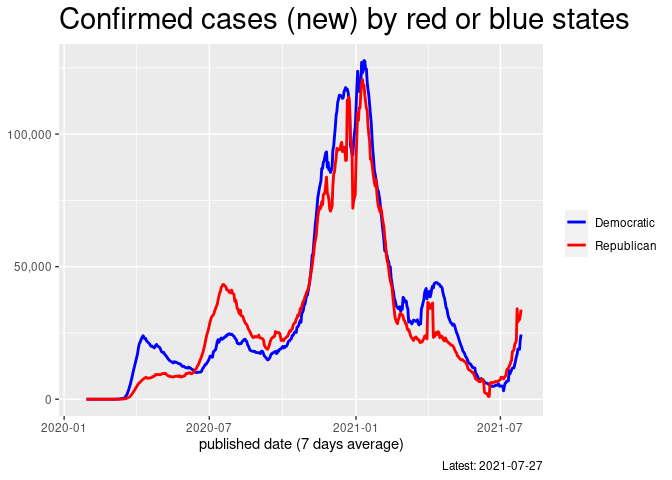 Confirmed cases (new) by red or blue states
100,000
50,000
0
2020-01
2020-07
2021-01
2021-07
published date (7 days average)
Democratic
Republican
Latest: 2021-07-27